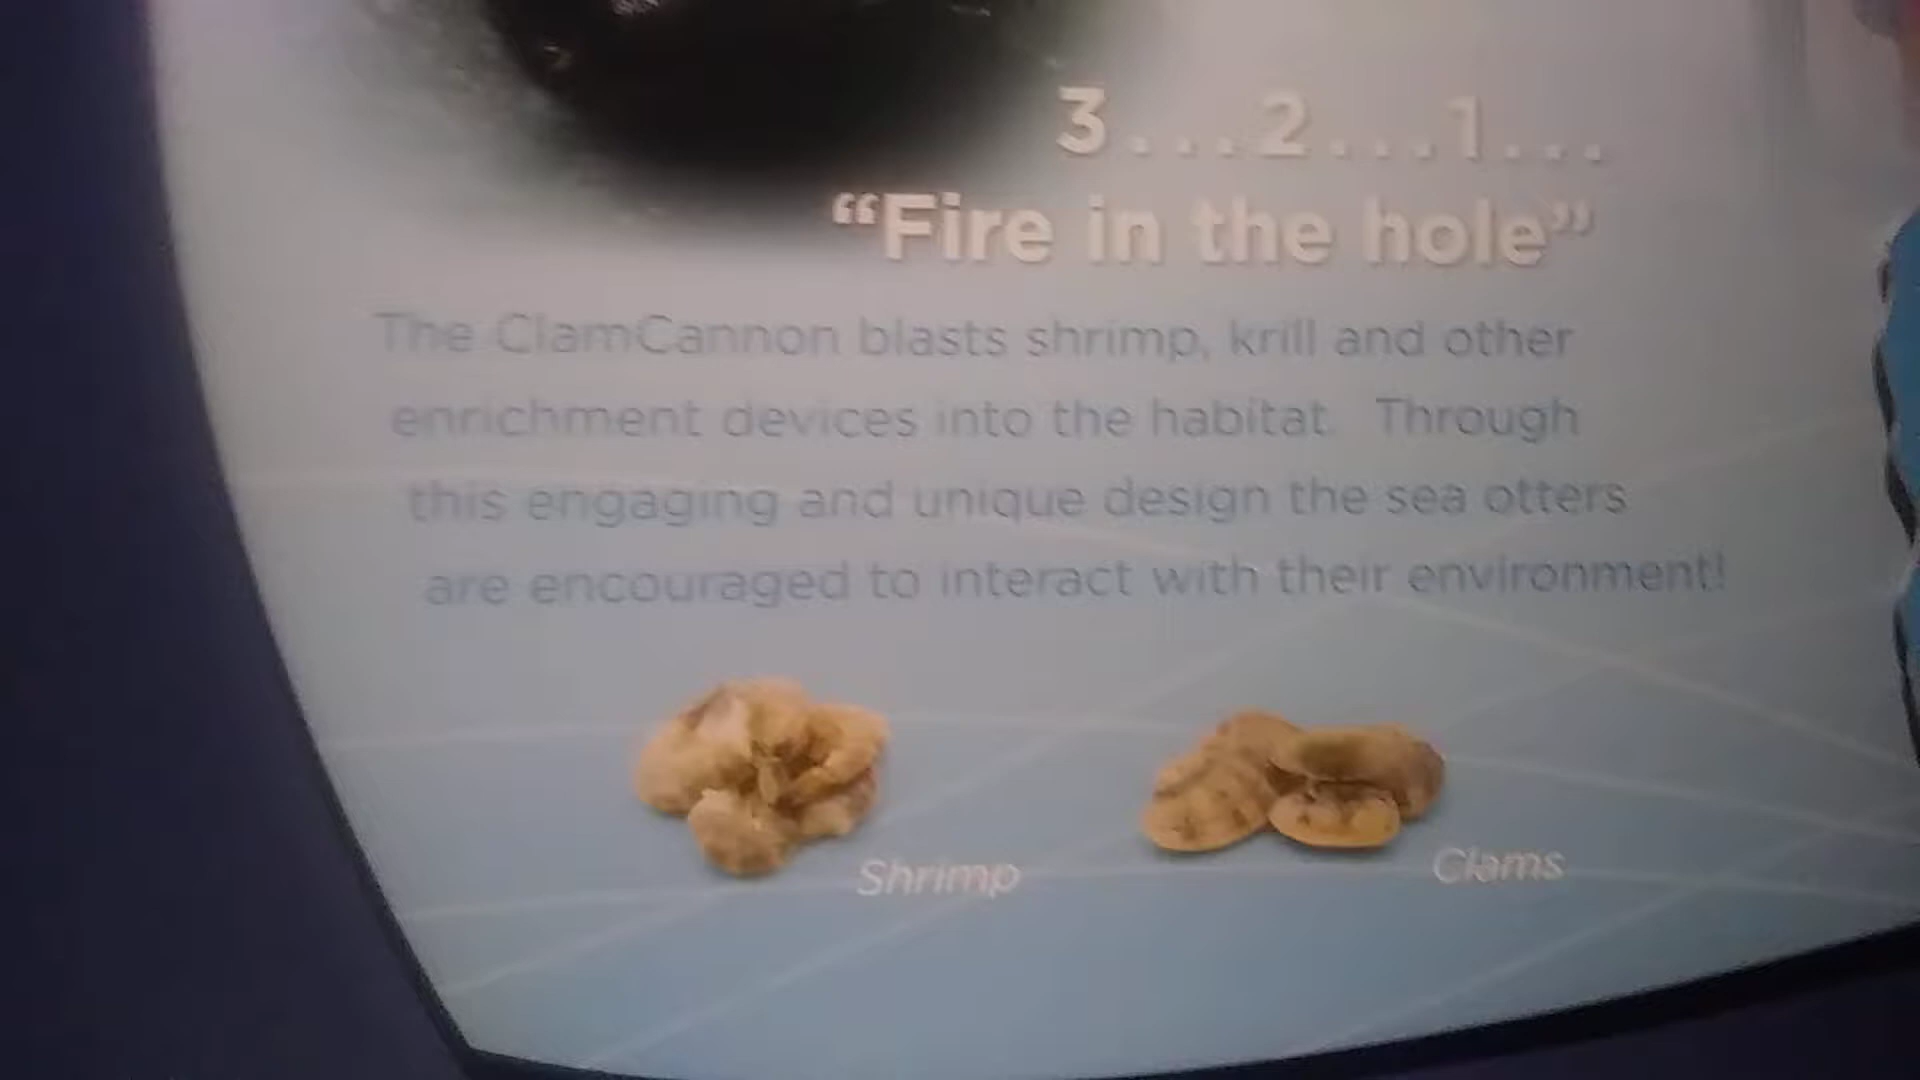 3...2...1...
“Fire in the hole”
The ClamCannon blasts shrimp, krill and other
enrichment devices into the habitat. Through
this engaging and unique design the sea otters
are encouraged to interact with their environment!
Shrimp
Clams